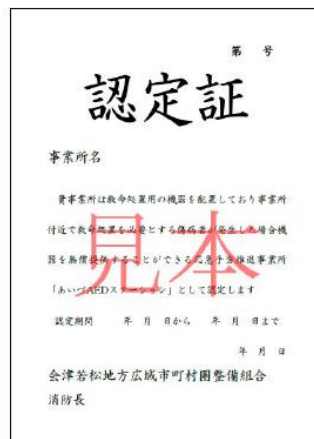 第 号
認定証
事業所名
貴事業所は救命処置用の機器を配置しており事業所
付近で救命処置を必要とする傷病者が発生した場合機
器を無償提供することができる応急手当推進事業所
「あいづAEDステーション」として認定します
見本
認定期間 年 月 日から 年 月 日まで
年 月 日
会津若松地方広域市町村圏整備組合
消防長